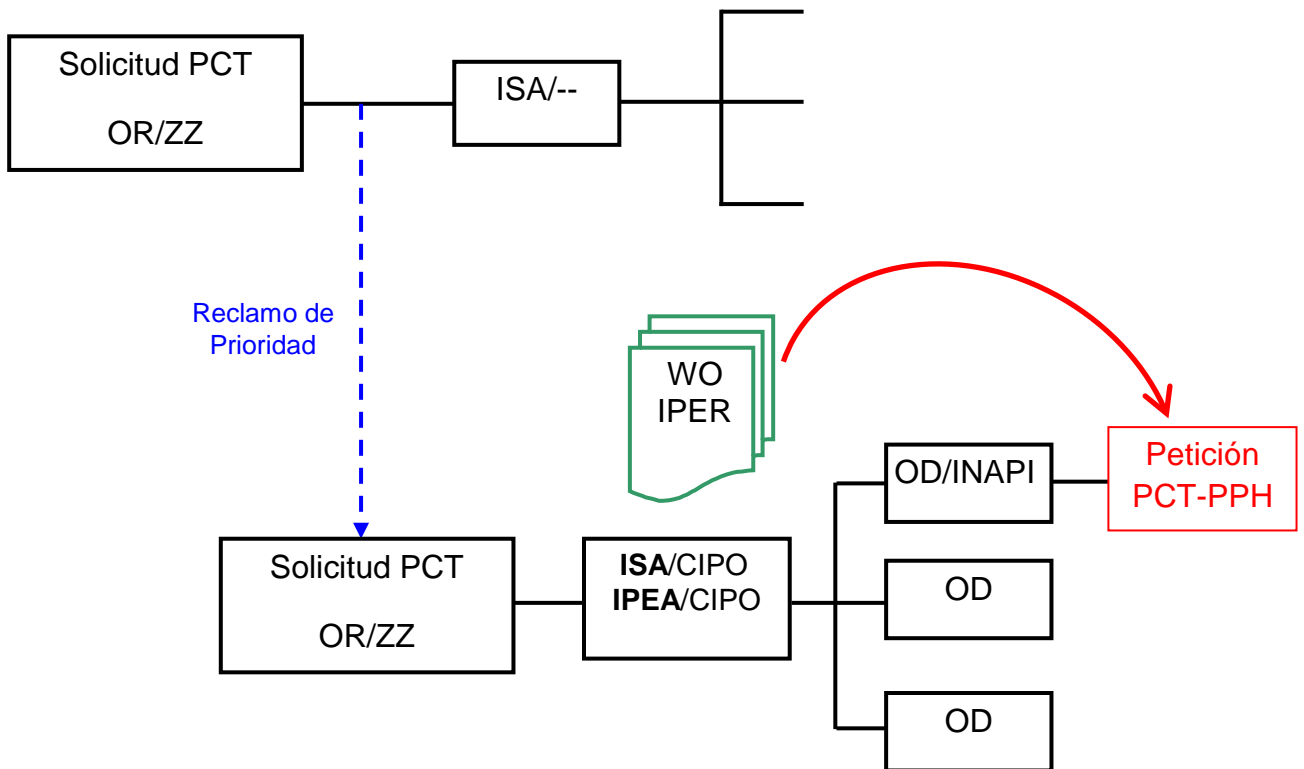 Solicitud PCT
OR/ZZ
ISA/--
Reclamo de
Prioridad
WO
IPER
OD/INAPI
Petición
PCT-PPH
Solicitud PCT
OR/ZZ
ISA/CIPO
IPEA/CIPO
OD
OD